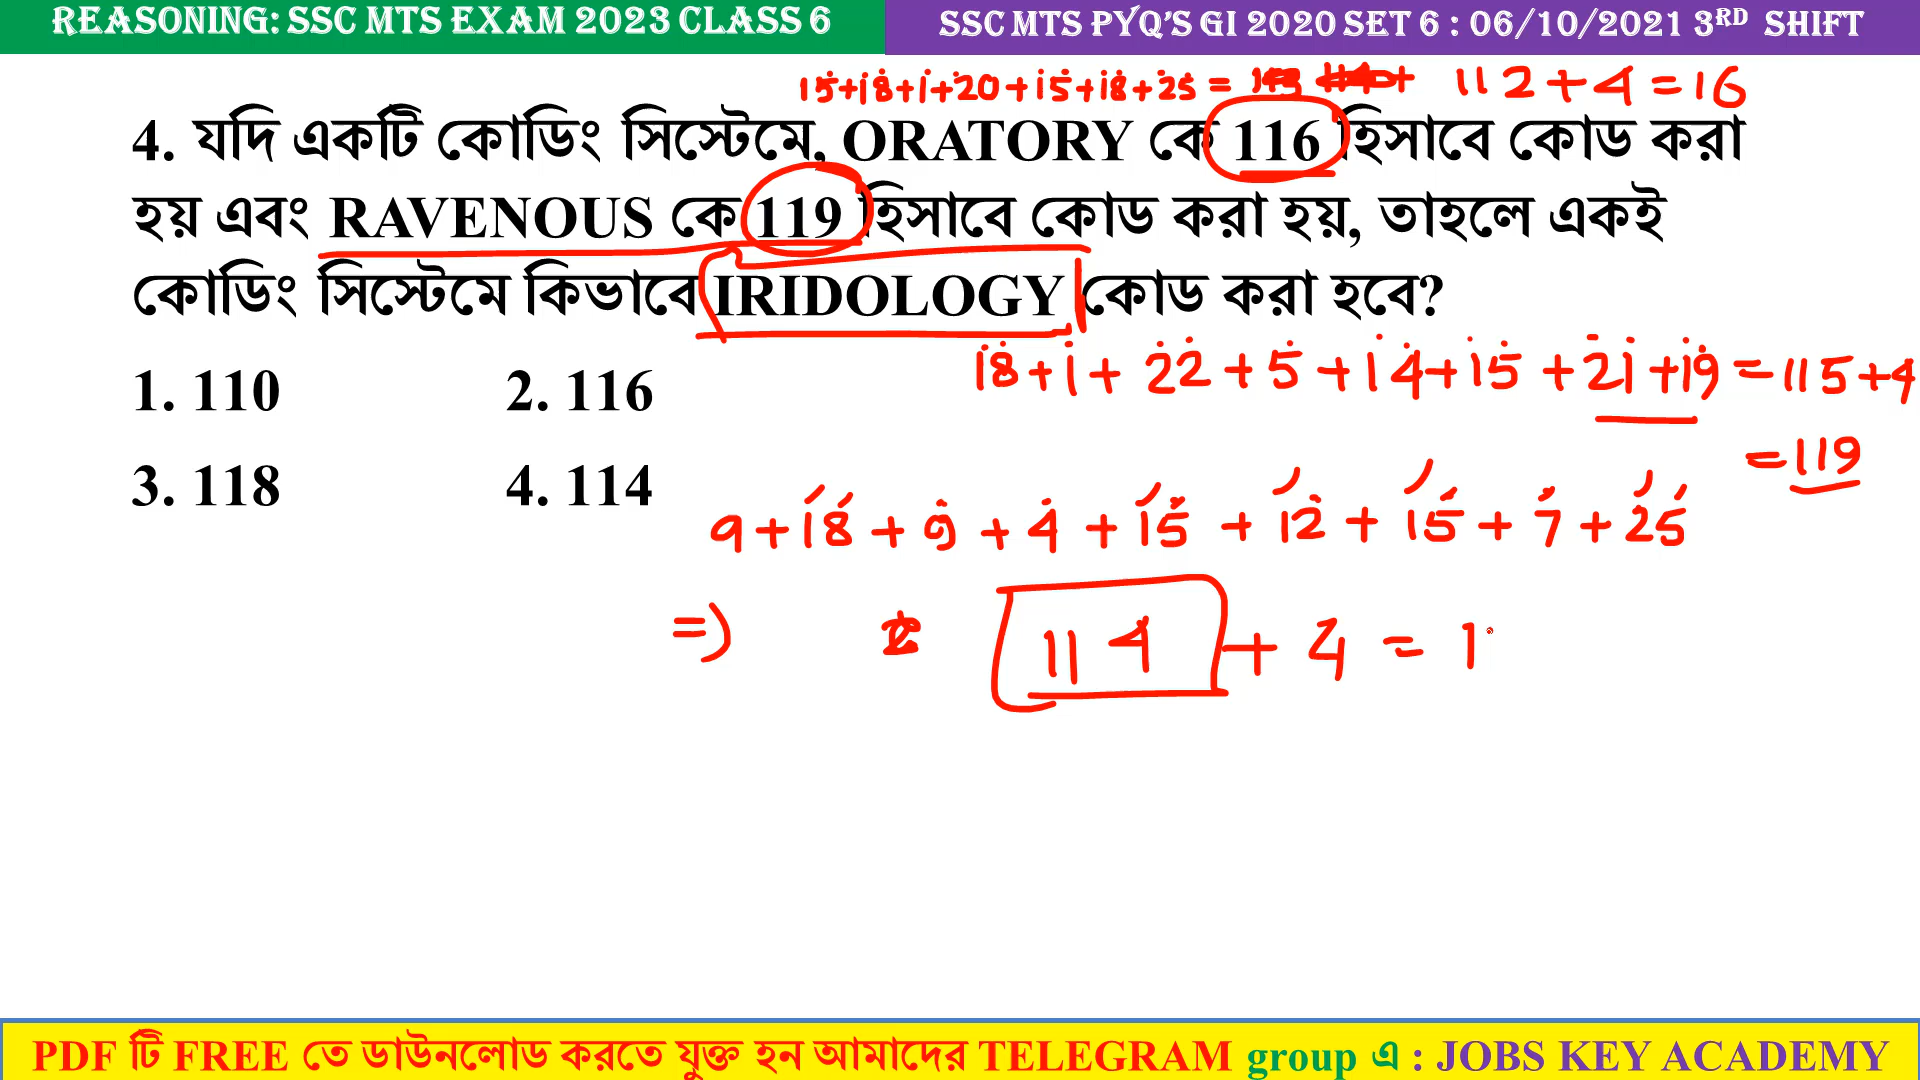 REASONING: SSC MTS EXAM 2023 CLASS 6
SSC MTS PYQ'S GI 2020 SET 6 : 06/10/2021 3RD SHIFT
15+18+1+20+15+18+25 = 112+4=16
4. যদি একটি কোডিং সিস্টেমে, ORATORY কে 116 হিসাবে কোড করা
হয় এবং RAVENOUS কে 119 হিসাবে কোড করা হয়, তাহলে একই
কোডিং সিস্টেমে কিভাবে IRIDOLOGY কোড করা হবে?
18+1+ 22+5+14+15+21+19=115+4
1. 110 2. 116
=119
3. 118 4. 114
9+18+9+4+15+12+15+7+25
=) 114 + 4 = 1
PDF টি FREE তে ডাউনলোড করতে যুক্ত হন আমাদের TELEGRAM group এ : JOBS KEY ACADEMY